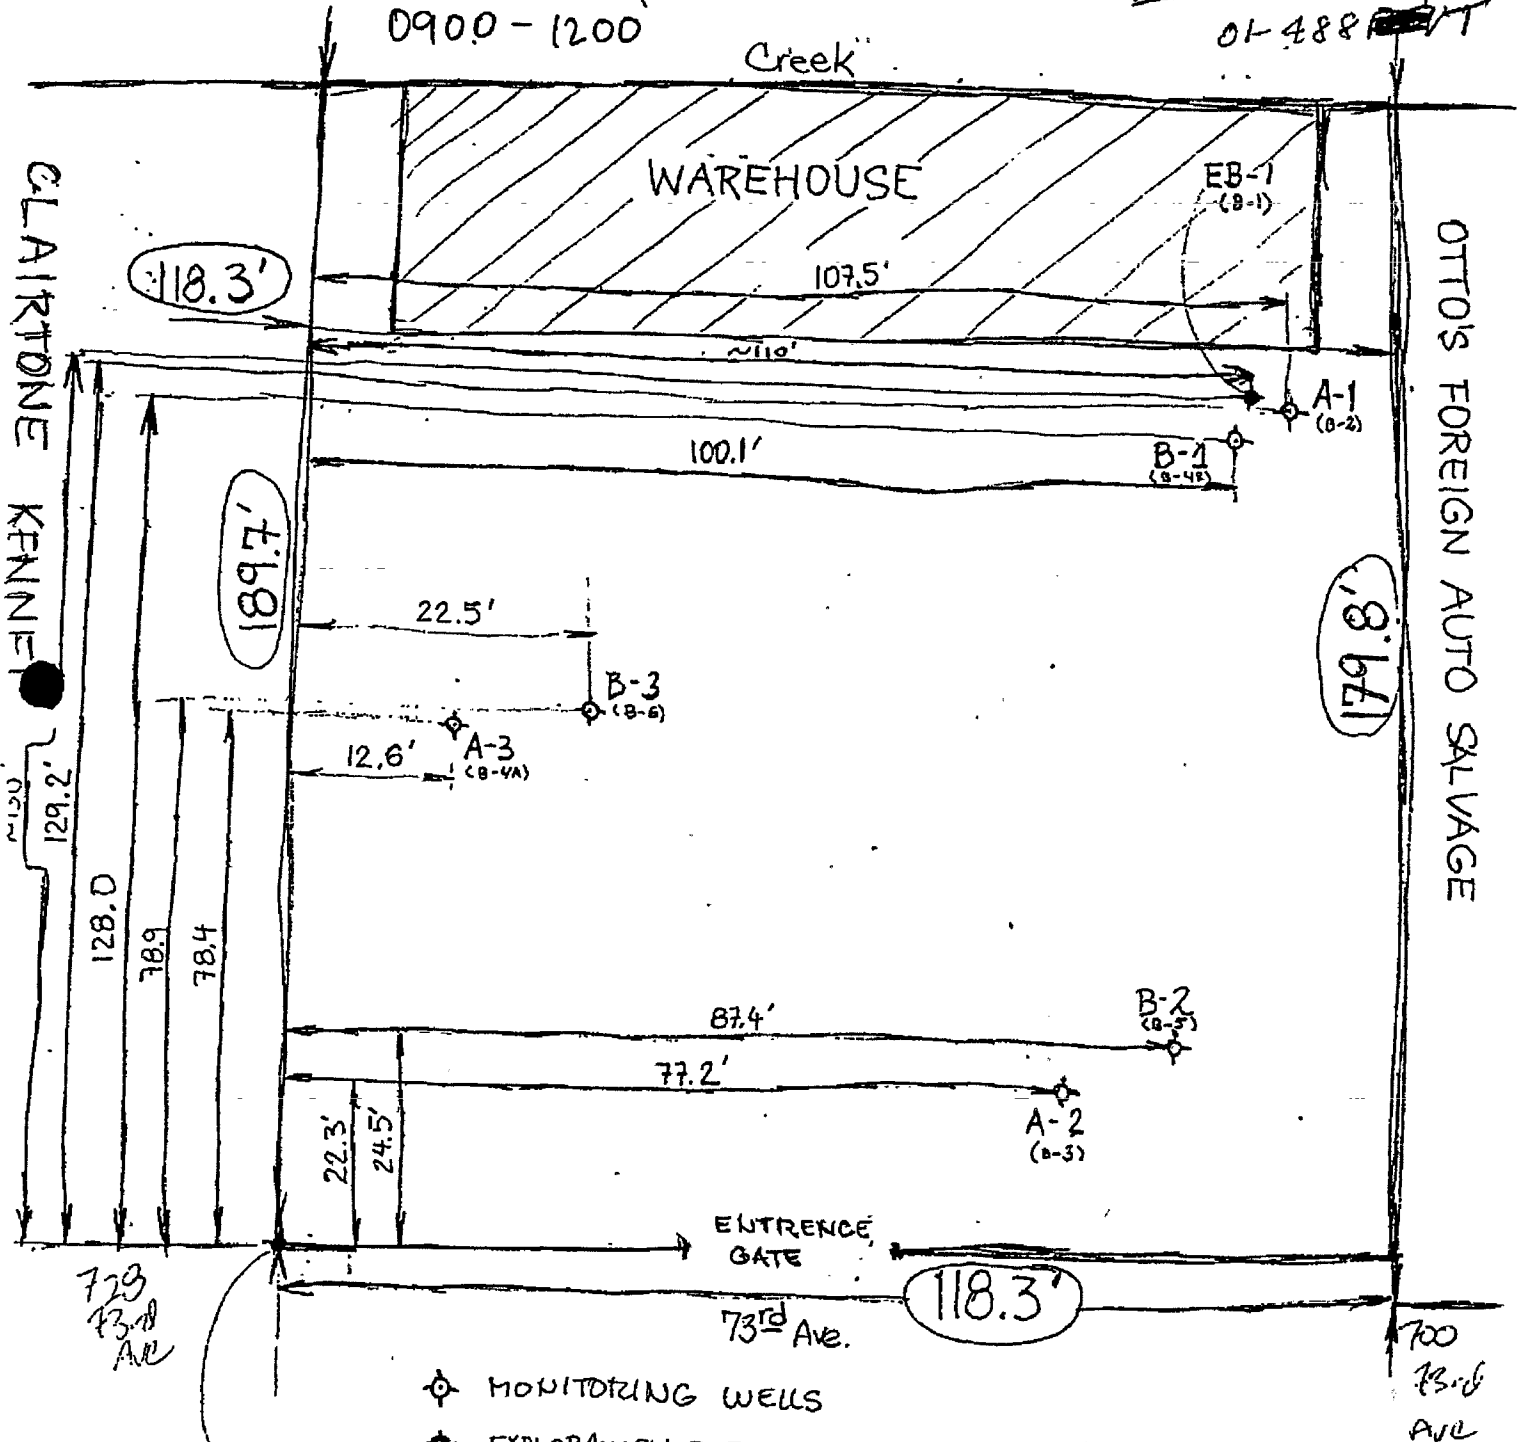 0900 - 1200
01-488
Creek
WAREHOUSE
EB-1
(B-1)
118.3'
107.5'
~110'
A-1
(B-2)
B-1
100.1'
189.7'
179.8'
CLAIRTONE KENNEL
OTTO'S FOREIGN AUTO SALVAGE
22.5'
B-3
(B-6)
A-3
(B-4A)
12.6'
~130'
129.2'
128.0
78.9
78.4
87.4'
B-2
(B-5)
77.2'
A-2
(B-3)
22.3'
24.5'
ENTRENCE
GATE
118.3'
73rd Ave.
73rd
AVE
700
73rd
AVE
MONITORING WELLS